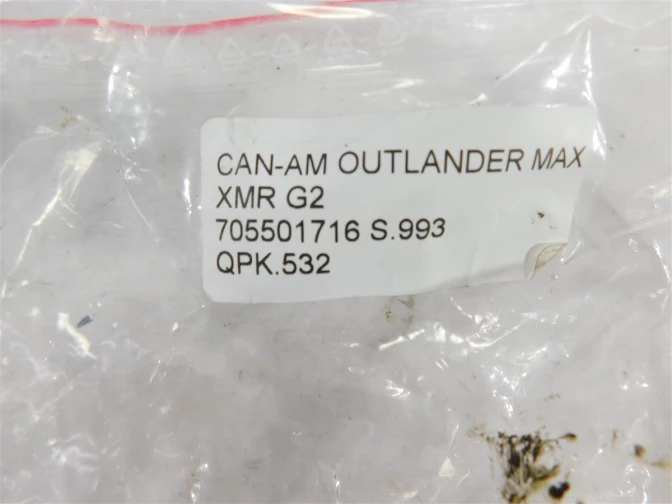 CAN-AM OUTLANDER MAX
XMR G2
705501716 S.993
QPK.532